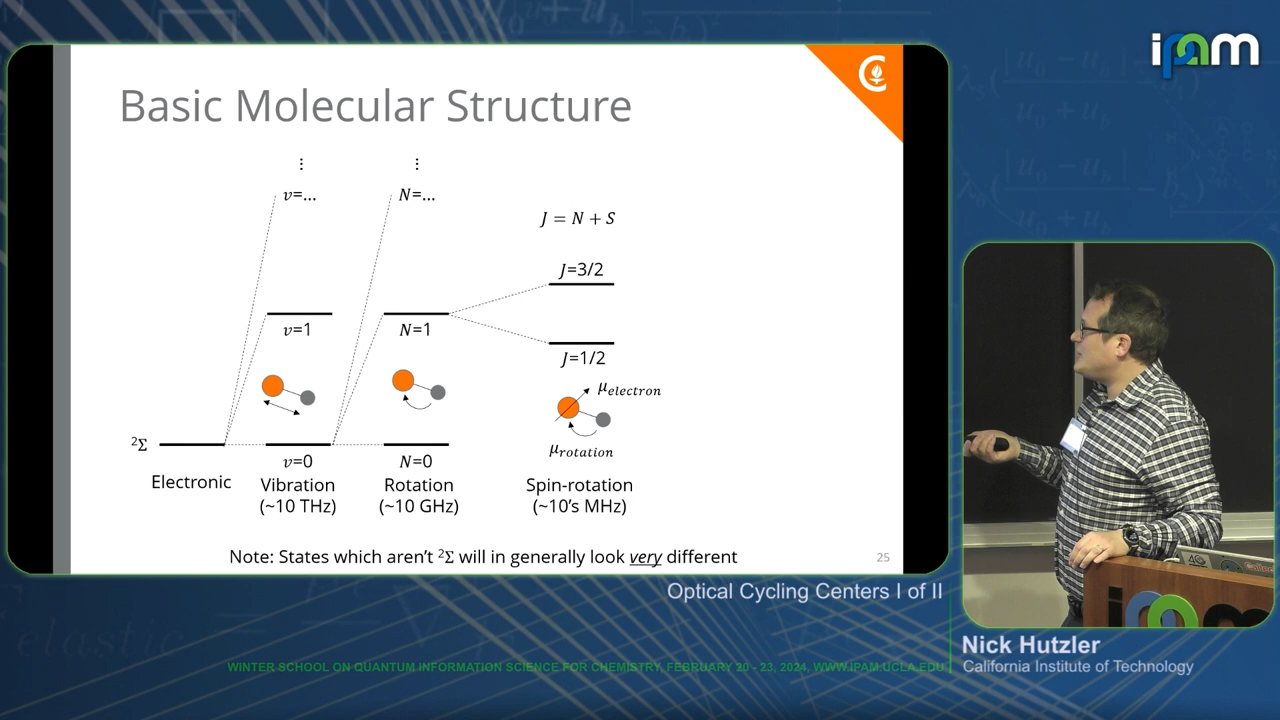 ipam
Basic Molecular Structure
⋮
⋮
v=...
N=...
J = N + S
J=3/2
v=1
N=1
J=1/2
μelectron
²Σ
μrotation
v=0
N=0
Electronic
Vibration
(~10 THz)
Rotation
(~10 GHz)
Spin-rotation
(~10's MHz)
Note: States which aren't ²Σ will in generally look very different
25
Optical Cycling Centers I of II
Nick Hutzler
California Institute of Technology
WINTER SCHOOL ON QUANTUM INFORMATION SCIENCE FOR CHEMISTRY, FEBRUARY 20 - 23, 2024, WWW.IPAM.UCLA.EDU